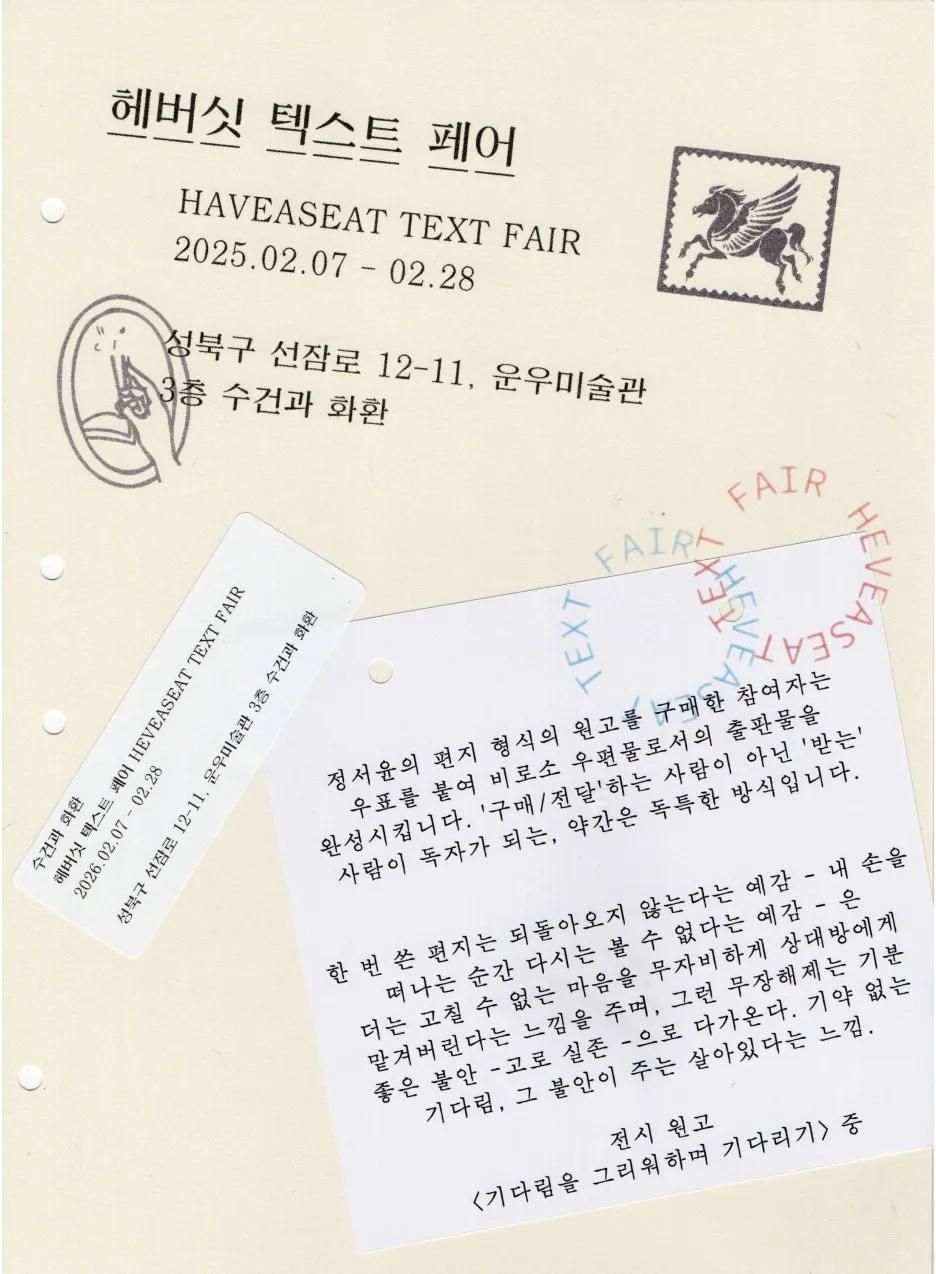 헤버싯 텍스트 페어
HAVEASEAT TEXT FAIR
2025.02.07 - 02.28
성북구 선잠로 12-11, 운우미술관
3층 수건과 화환
TEXT FAIR HEVEASEAT
TEXT FAIR HEVEASEAT
수건과 화환
헤버싯 텍스트 페어 HEVEASEAT TEXT FAIR
2026.02.07 - 02.28
성북구 선잠로 12-11, 운우미술관 3층 수건과 화환
정서윤의 편지 형식의 원고를 구매한 참여자는
우표를 붙여 비로소 우편물로서의 출판물을
완성시킵니다. '구매/전달'하는 사람이 아닌 '받는'
사람이 독자가 되는, 약간은 독특한 방식입니다.
한 번 쓴 편지는 되돌아오지 않는다는 예감 - 내 손을
떠나는 순간 다시는 볼 수 없다는 예감 - 은
더는 고칠 수 없는 마음을 무자비하게 상대방에게
맡겨버린다는 느낌을 주며, 그런 무장해제는 기분
좋은 불안 -고로 실존 -으로 다가온다. 기약 없는
기다림, 그 불안이 주는 살아있다는 느낌.
전시 원고
<기다림을 그리워하며 기다리기> 중